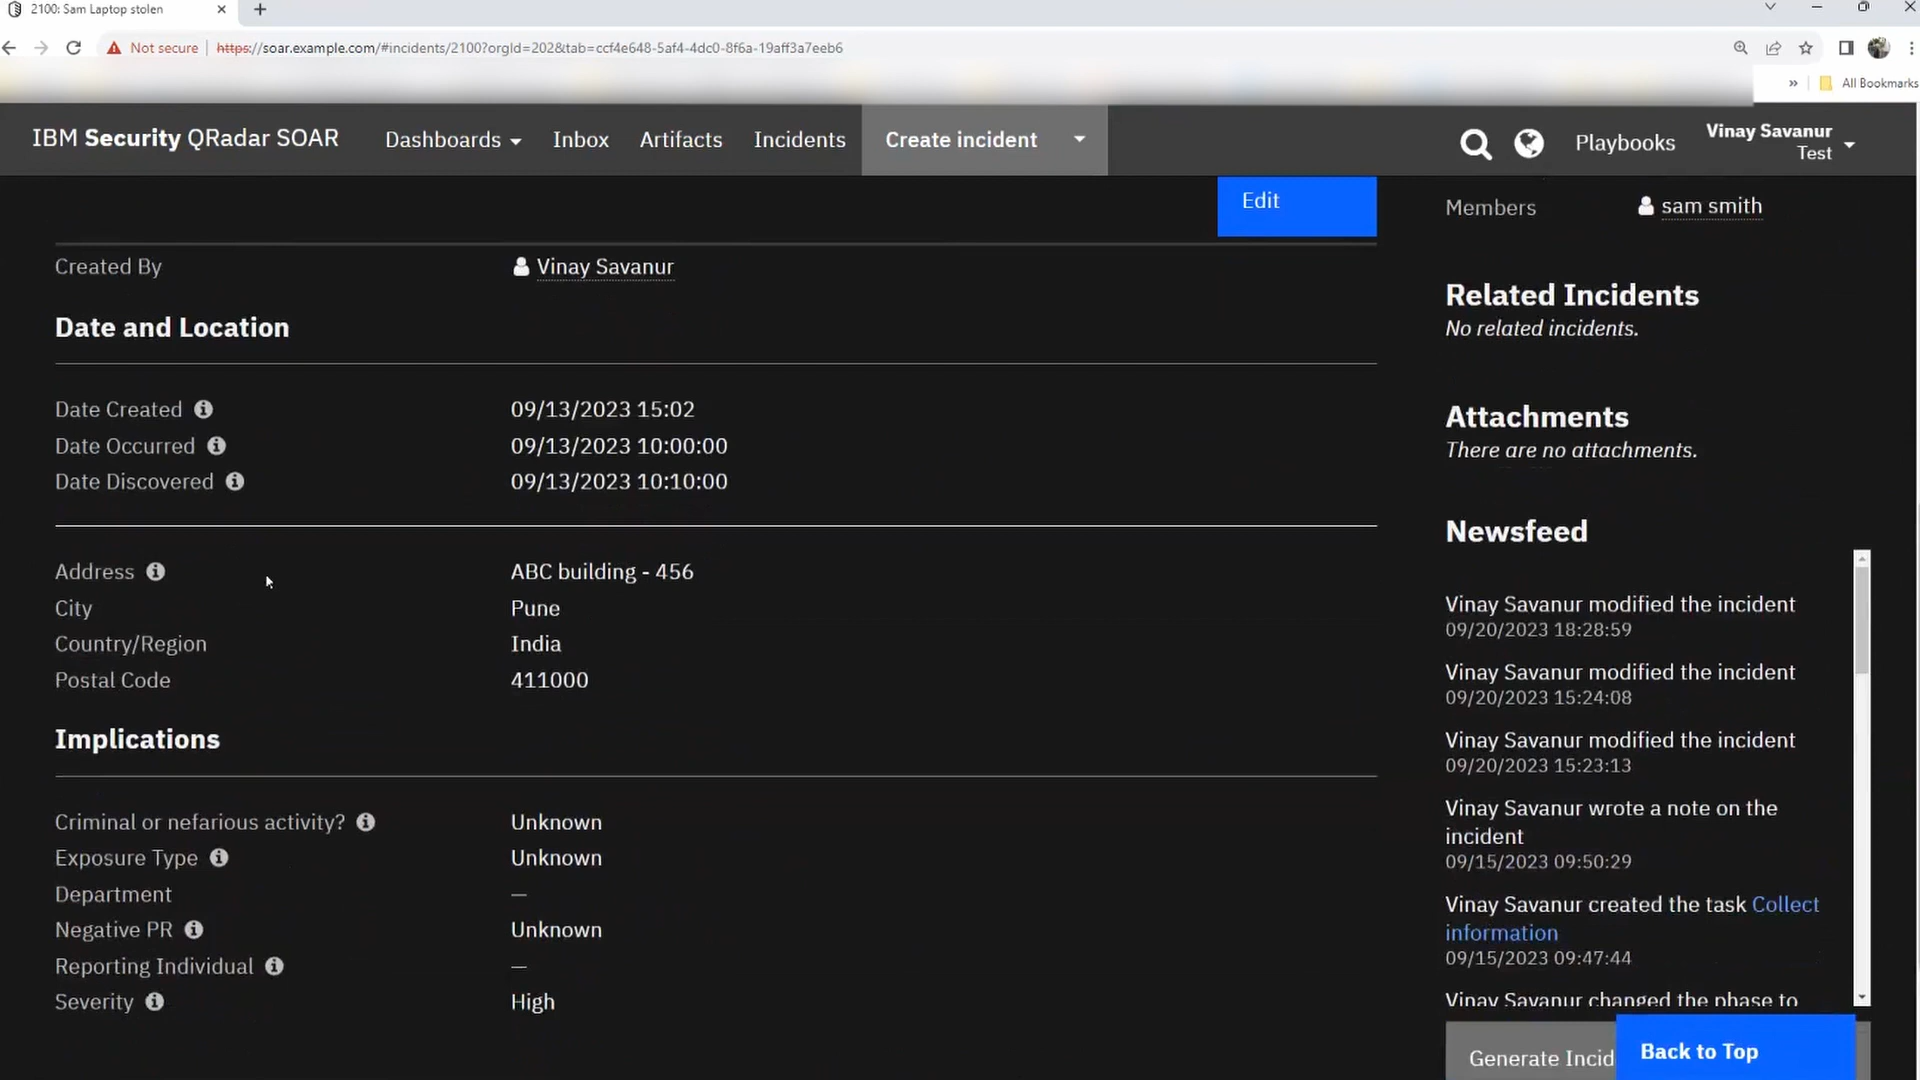 2100: Sam Laptop stolen
Not secure https://soar.example.com/#incidents/2100?orgId=202&tab=ccf4e648-5af4-4dc0-8f6a-19aff3a7eeb6
» All Bookmarks
IBM Security QRadar SOAR Dashboards Inbox Artifacts Incidents Create incident Playbooks Vinay Savanur
Test
Edit
Members sam smith
Created By Vinay Savanur
Related Incidents
No related incidents.
Date and Location
Date Created 09/13/2023 15:02
Date Occurred 09/13/2023 10:00:00
Date Discovered 09/13/2023 10:10:00
Attachments
There are no attachments.
Address ABC building - 456
City Pune
Country/Region India
Postal Code 411000
Implications
Criminal or nefarious activity? Unknown
Exposure Type Unknown
Department —
Negative PR Unknown
Reporting Individual —
Severity High
Newsfeed
Vinay Savanur modified the incident
09/20/2023 18:28:59
Vinay Savanur modified the incident
09/20/2023 15:24:08
Vinay Savanur modified the incident
09/20/2023 15:23:13
Vinay Savanur wrote a note on the
incident
09/15/2023 09:50:29
Vinay Savanur created the task Collect
information
09/15/2023 09:47:44
Vinay Savanur changed the phase to
Generate Incid
Back to Top